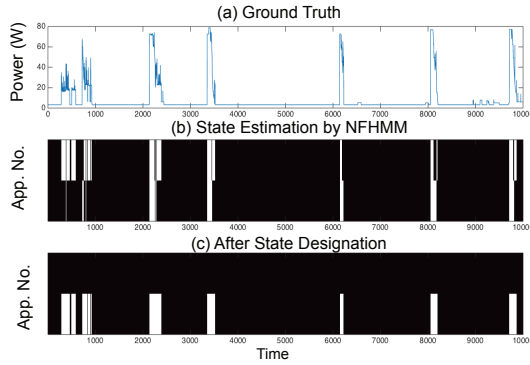 (a) Ground Truth
Power (W)
80
60
40
20
0
0 1000 2000 3000 4000 5000 6000 7000 8000 9000 10000
(b) State Estimation by NFHMM
App. No.
1000 2000 3000 4000 5000 6000 7000 8000 9000 1000
(c) After State Designation
App. No.
1000 2000 3000 4000 5000 6000 7000 8000 9000 1000
Time